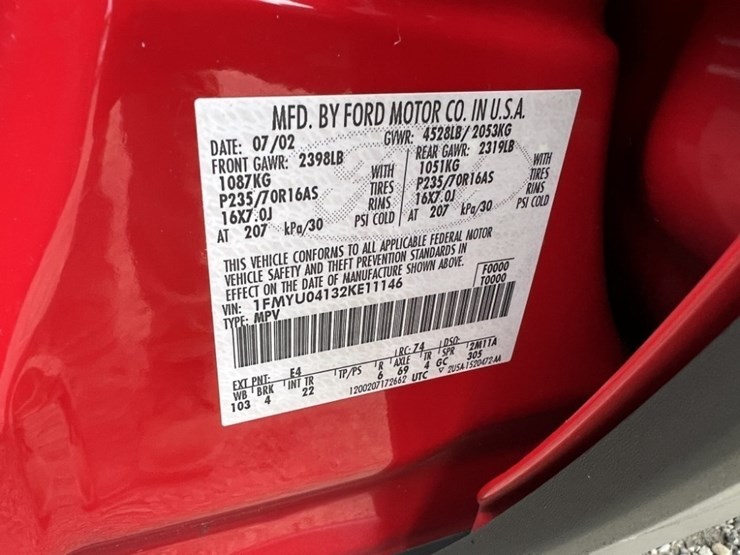 MFD. BY FORD MOTOR CO. IN U.S.A.
DATE: 07/02 GVWR: 4528LB/ 2053KG
FRONT GAWR: 2398LB REAR GAWR: 2319LB
1087KG WITH 1051KG WITH
P235/70R16AS TIRES P235/70R16AS TIRES
16X7.0J RIMS 16X7.0J RIMS
AT 207 kPa/30 PSI COLD AT 207 kPa/30 PSI COLD
THIS VEHICLE CONFORMS TO ALL APPLICABLE FEDERAL MOTOR
VEHICLE SAFETY AND THEFT PREVENTION STANDARDS IN
EFFECT ON THE DATE OF MANUFACTURE SHOWN ABOVE.
VIN: 1FMYU04132KE11146 F0000
TYPE: MPV T0000
EXT PNT: E4 RC: 74 DSO:
WB BRK INT TR TP/PS R AXLE TR SPR 12M11A
103 4 22 6 69 4 GC 305
1200207172662 UTC 2USA1520472AA